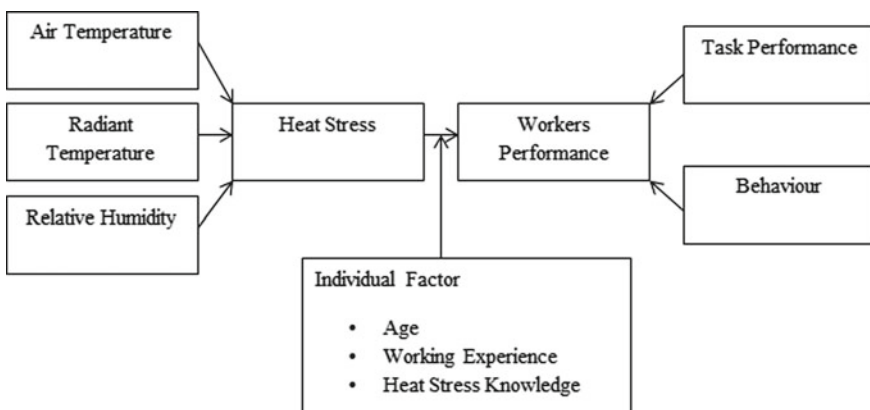 Air Temperature
Radiant
Temperature
Relative Humidity
Heat Stress
Workers
Performance
Task Performance
Behaviour
Individual Factor
• Age
• Working Experience
• Heat Stress Knowledge